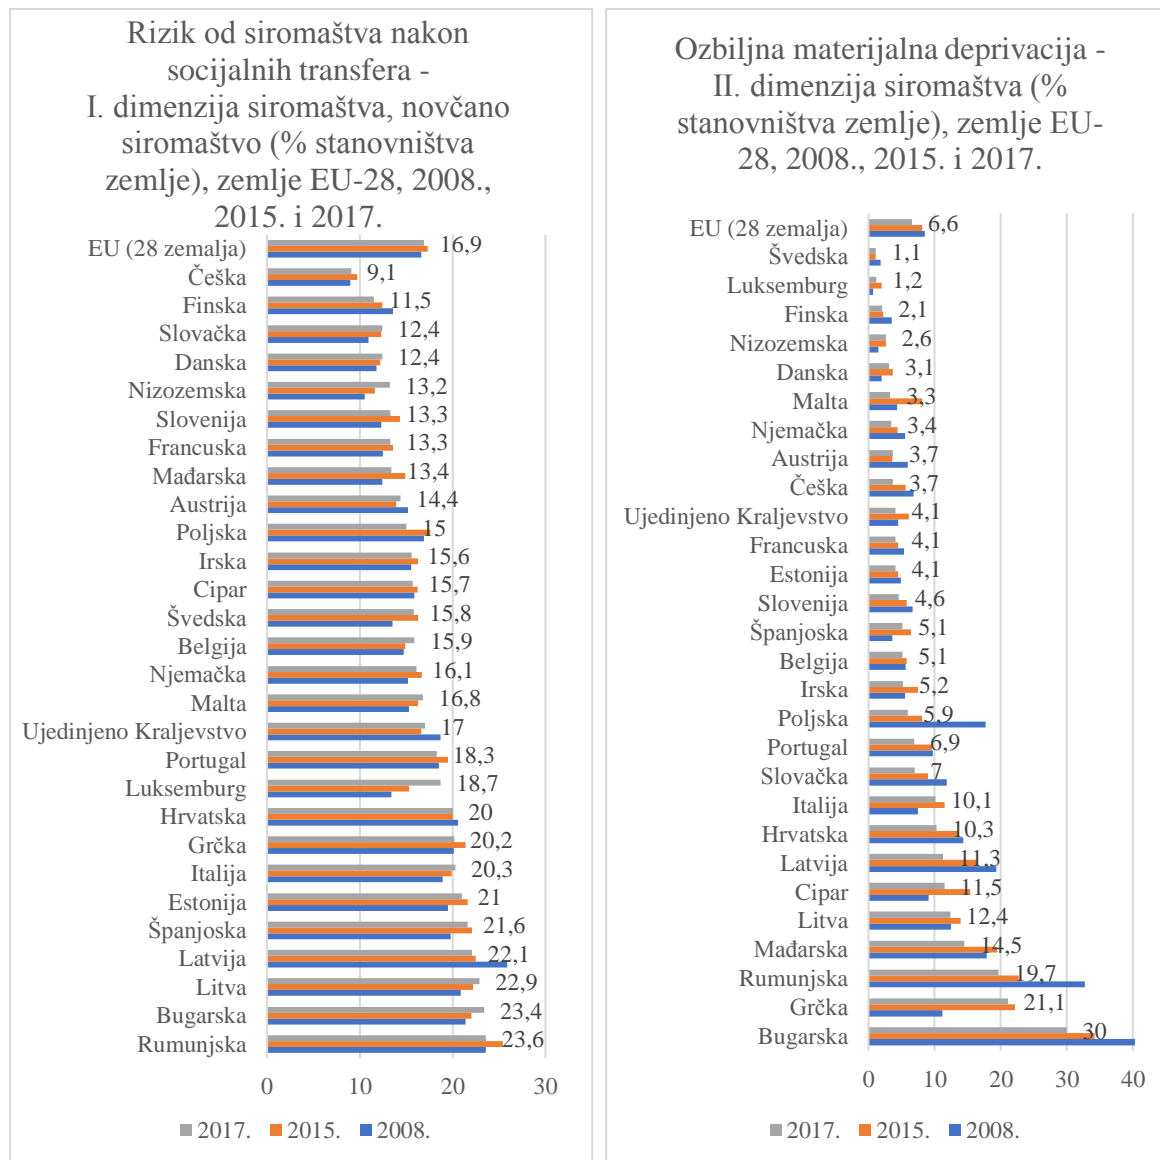 Rizik od siromaštva nakon
socijalnih transfera -
I. dimenzija siromaštva, novčano
siromaštvo (% stanovništva
zemlje), zemlje EU-28, 2008.,
2015. i 2017.
EU (28 zemalja) 16,9
Češka 9,1
Finska 11,5
Slovačka 12,4
Danska 12,4
Nizozemska 13,2
Slovenija 13,3
Francuska 13,3
Mađarska 13,4
Austrija 14,4
Poljska 15
Irska 15,6
Cipar 15,7
Švedska 15,8
Belgija 15,9
Njemačka 16,1
Malta 16,8
Ujedinjeno Kraljevstvo 17
Portugal 18,3
Luksemburg 18,7
Hrvatska 20
Grčka 20,2
Italija 20,3
Estonija 21
Španjoska 21,6
Latvija 22,1
Litva 22,9
Bugarska 23,4
Rumunjska 23,6
0 10 20 30
2017. 2015. 2008.
Ozbiljna materijalna deprivacija -
II. dimenzija siromaštva (%
stanovništva zemlje), zemlje EU-
28, 2008., 2015. i 2017.
EU (28 zemalja) 6,6
Švedska 1,1
Luksemburg 1,2
Finska 2,1
Nizozemska 2,6
Danska 3,1
Malta 3,3
Njemačka 3,4
Austrija 3,7
Češka 3,7
Ujedinjeno Kraljevstvo 4,1
Francuska 4,1
Estonija 4,1
Slovenija 4,6
Španjoska 5,1
Belgija 5,1
Irska 5,2
Poljska 5,9
Portugal 6,9
Slovačka 7
Italija 10,1
Hrvatska 10,3
Latvija 11,3
Cipar 11,5
Litva 12,4
Mađarska 14,5
Rumunjska 19,7
Grčka 21,1
Bugarska 30
0 10 20 30 40
2017. 2015. 2008.